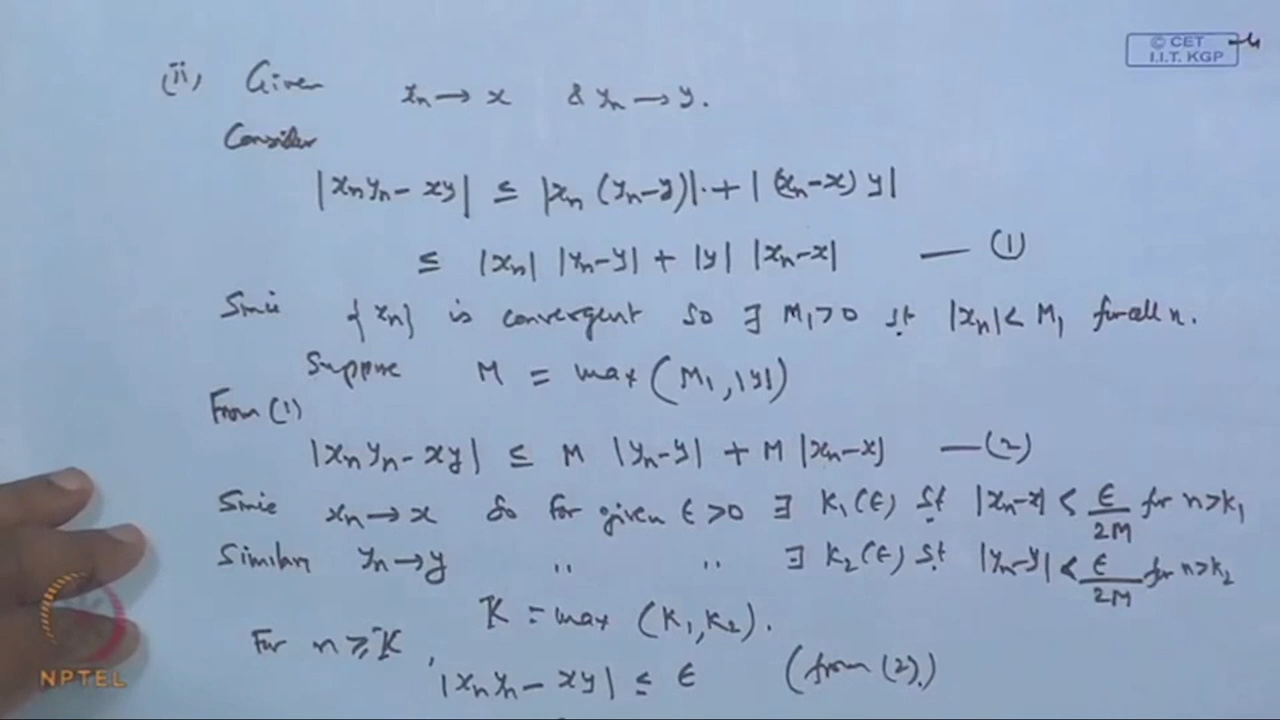 © CET
I.I.T. KGP
(ii) Given xₙ → x & yₙ → y.
Consider
|xₙyₙ - xy| ≤ |xₙ (yₙ-y)| + |(xₙ-x) y|
≤ |xₙ| |yₙ-y| + |y| |xₙ-x| — (1)
Since {xₙ} is convergent so ∃ M₁>0 st |xₙ| < M₁ for all n.
Suppose M = max (M₁, |y|)
From (1)
|xₙyₙ - xy| ≤ M |yₙ-y| + M |xₙ-x| — (2)
Since xₙ → x So for given ε>0 ∃ K₁(ε) st |xₙ-x| < ε/2M for n>K₁
Similarly yₙ → y " " ∃ K₂(ε) st |yₙ-y| < ε/2M for n>K₂
K = max (K₁, K₂).
For n ≥ K,
|xₙyₙ - xy| ≤ ε (from (2).)
NPTEL